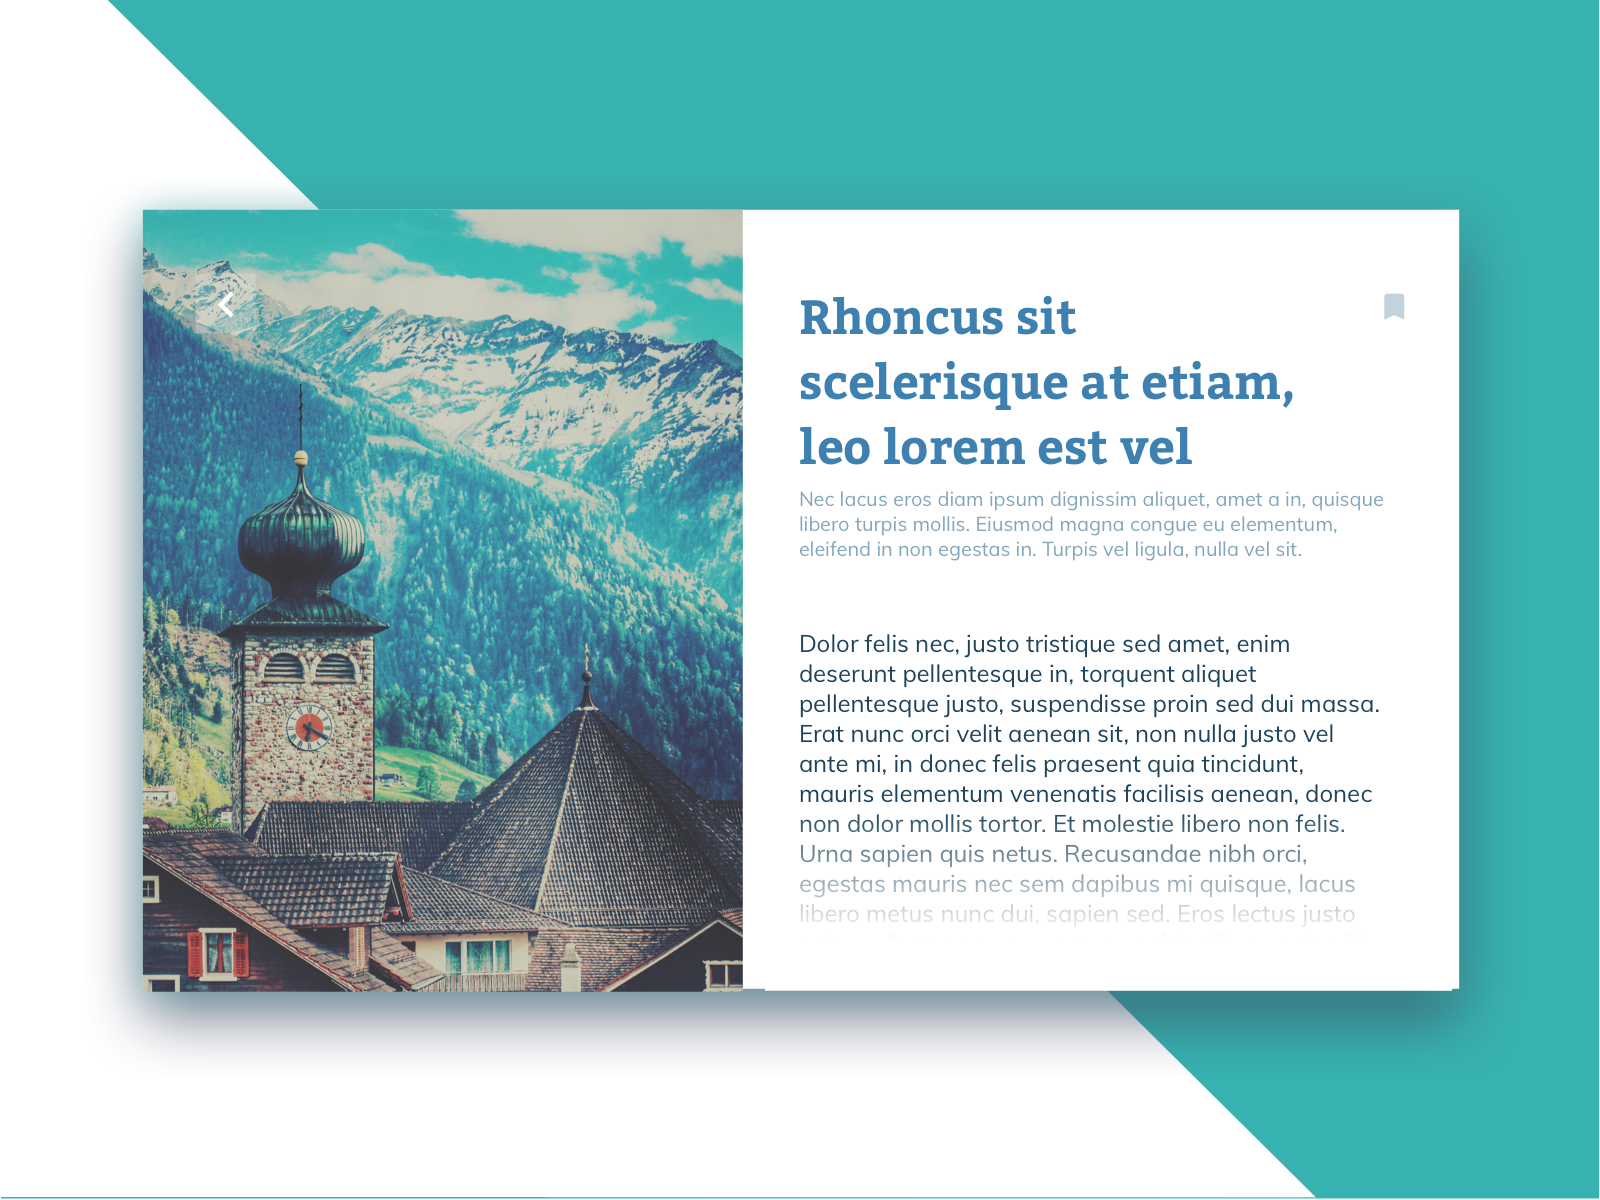 Rhoncus sit
scelerisque at etiam,
leo lorem est vel
Nec lacus eros diam ipsum dignissim aliquet, amet a in, quisque
libero turpis mollis. Eiusmod magna congue eu elementum,
eleifend in non egestas in. Turpis vel ligula, nulla vel sit.
Dolor felis nec, justo tristique sed amet, enim
deserunt pellentesque in, torquent aliquet
pellentesque justo, suspendisse proin sed dui massa.
Erat nunc orci velit aenean sit, non nulla justo vel
ante mi, in donec felis praesent quia tincidunt,
mauris elementum venenatis facilisis aenean, donec
non dolor mollis tortor. Et molestie libero non felis.
Urna sapien quis netus. Recusandae nibh orci,
egestas mauris nec sem dapibus mi quisque, lacus
libero metus nunc dui, sapien sed. Eros lectus justo